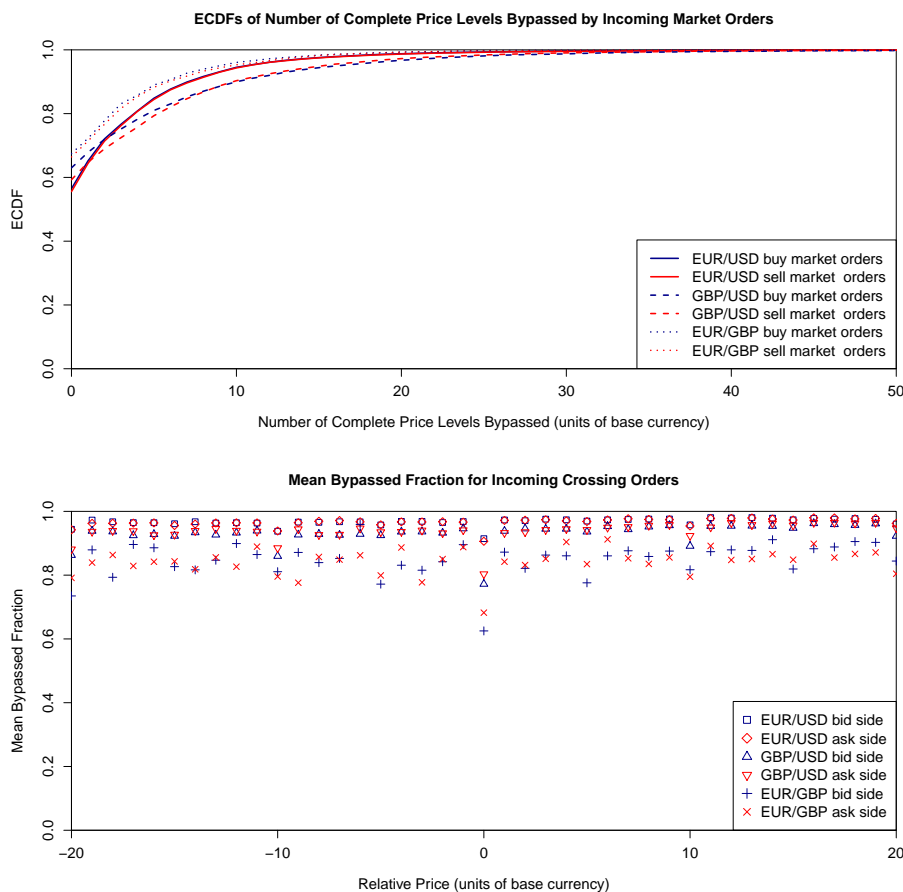 ECDFs of Number of Complete Price Levels Bypassed by Incoming Market Orders
1.0
0.8
0.6
0.4
0.2
0.0
ECDF
EUR/USD buy market orders
EUR/USD sell market orders
GBP/USD buy market orders
GBP/USD sell market orders
EUR/GBP buy market orders
EUR/GBP sell market orders
0 10 20 30 40 50
Number of Complete Price Levels Bypassed (units of base currency)
Mean Bypassed Fraction for Incoming Crossing Orders
1.0
0.8
0.6
0.4
0.2
0.0
Mean Bypassed Fraction
EUR/USD bid side
EUR/USD ask side
GBP/USD bid side
GBP/USD ask side
EUR/GBP bid side
EUR/GBP ask side
−20 −10 0 10 20
Relative Price (units of base currency)